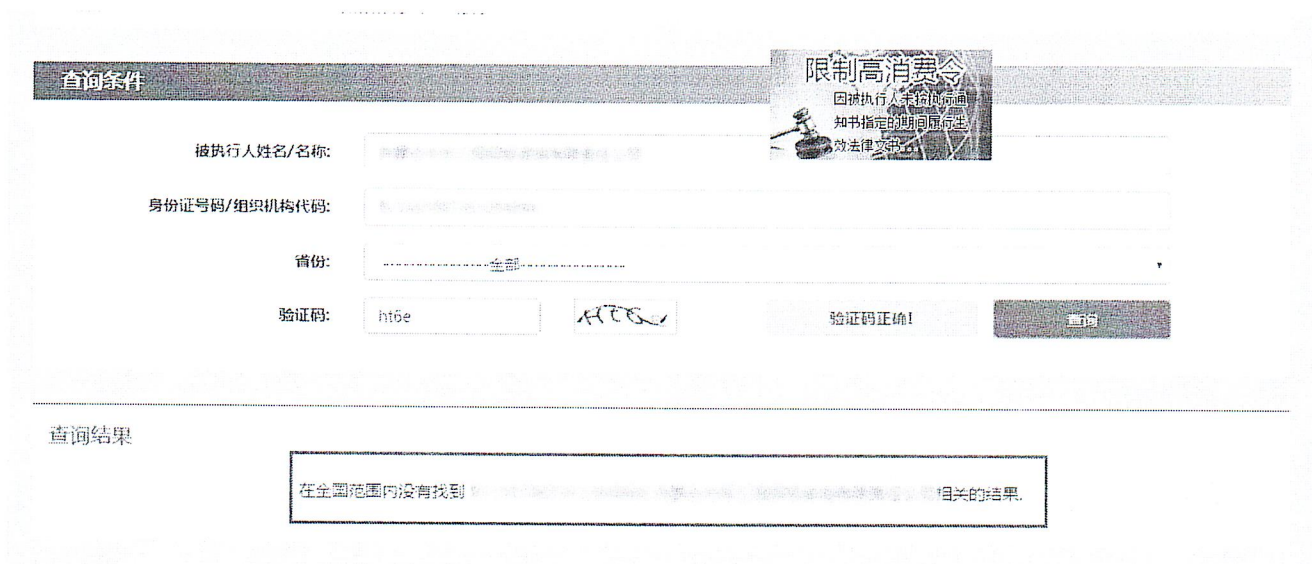 查询条件
限制高消费令
因被执行人未按执行通
知书指定的期间履行生
效法律文书
被执行人姓名/名称:
身份证号码/组织机构代码:
省份: 全部
验证码: ht6e 验证码正确! 查询
查询结果
在全国范围内没有找到 相关的结果.